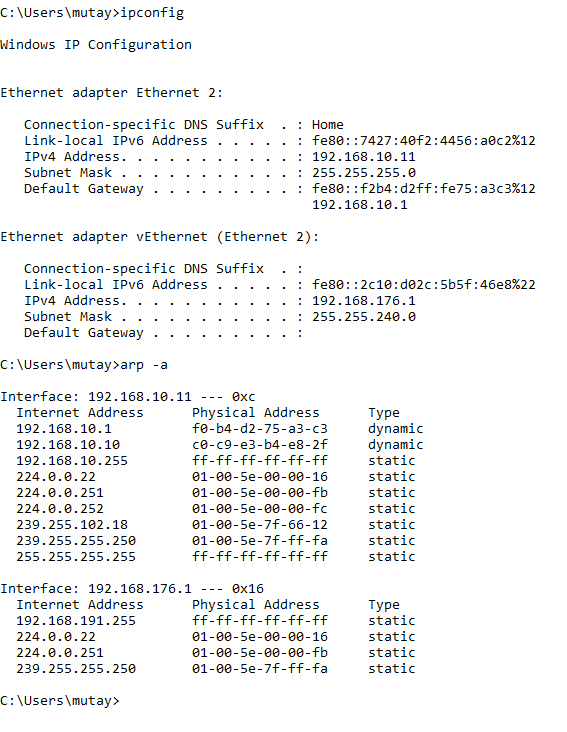 C:\Users\mutay>ipconfig
Windows IP Configuration
Ethernet adapter Ethernet 2:
   Connection-specific DNS Suffix  . : Home
   Link-local IPv6 Address . . . . . : fe80::7427:40f2:4456:a0c2%12
   IPv4 Address. . . . . . . . . . . : 192.168.10.11
   Subnet Mask . . . . . . . . . . . : 255.255.255.0
   Default Gateway . . . . . . . . . : fe80::f2b4:d2ff:fe75:a3c3%12
                                       192.168.10.1
Ethernet adapter vEthernet (Ethernet 2):
   Connection-specific DNS Suffix  . :
   Link-local IPv6 Address . . . . . : fe80::2c10:d02c:5b5f:46e8%22
   IPv4 Address. . . . . . . . . . . : 192.168.176.1
   Subnet Mask . . . . . . . . . . . : 255.255.240.0
   Default Gateway . . . . . . . . . :
C:\Users\mutay>arp -a
Interface: 192.168.10.11 --- 0xc
  Internet Address      Physical Address      Type
  192.168.10.1          f0-b4-d2-75-a3-c3     dynamic
  192.168.10.10         c0-c9-e3-b4-e8-2f     dynamic
  192.168.10.255        ff-ff-ff-ff-ff-ff     static
  224.0.0.22            01-00-5e-00-00-16     static
  224.0.0.251           01-00-5e-00-00-fb     static
  224.0.0.252           01-00-5e-00-00-fc     static
  239.255.102.18        01-00-5e-7f-66-12     static
  239.255.255.250       01-00-5e-7f-ff-fa     static
  255.255.255.255       ff-ff-ff-ff-ff-ff     static
Interface: 192.168.176.1 --- 0x16
  Internet Address      Physical Address      Type
  192.168.191.255       ff-ff-ff-ff-ff-ff     static
  224.0.0.22            01-00-5e-00-00-16     static
  224.0.0.251           01-00-5e-00-00-fb     static
  239.255.255.250       01-00-5e-7f-ff-fa     static
C:\Users\mutay>